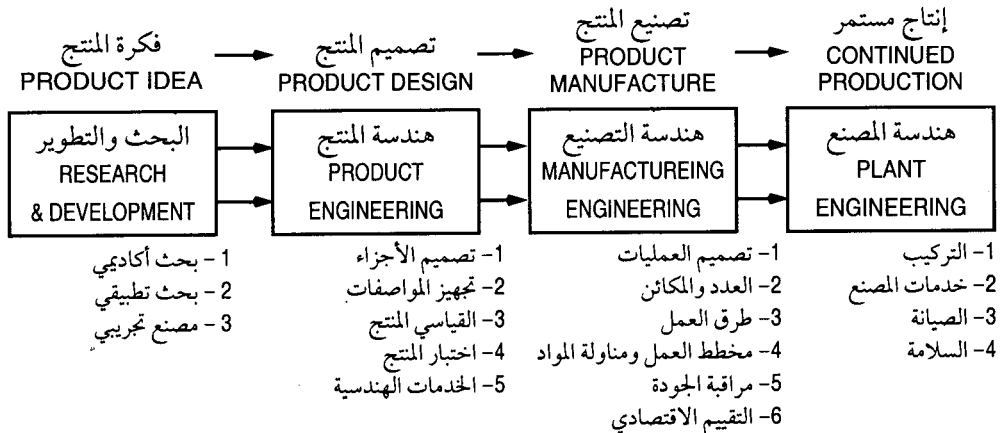 فكرة المنتج
PRODUCT IDEA
تصميم المنتج
PRODUCT DESIGN
تصنيع المنتج
PRODUCT
MANUFACTURE
إنتاج مستمر
CONTINUED
PRODUCTION
البحث والتطوير
RESEARCH
& DEVELOPMENT
هندسة المنتج
PRODUCT
ENGINEERING
هندسة التصنيع
MANUFACTUREING
ENGINEERING
هندسة المصنع
PLANT
ENGINEERING
1 - بحث أكاديمي
2 - بحث تطبيقي
3 - مصنع تجريبي
1- تصميم الأجزاء
2- تجهيز المواصفات
3- القياسي المنتج
4- اختبار المنتج
5- الخدمات الهندسية
1- تصميم العمليات
2- العدد والمكائن
3- طرق العمل
4- مخطط العمل ومناولة المواد
5- مراقبة الجودة
6- التقييم الاقتصادي
1- التركيب
2- خدمات المصنع
3- الصيانة
4- السلامة